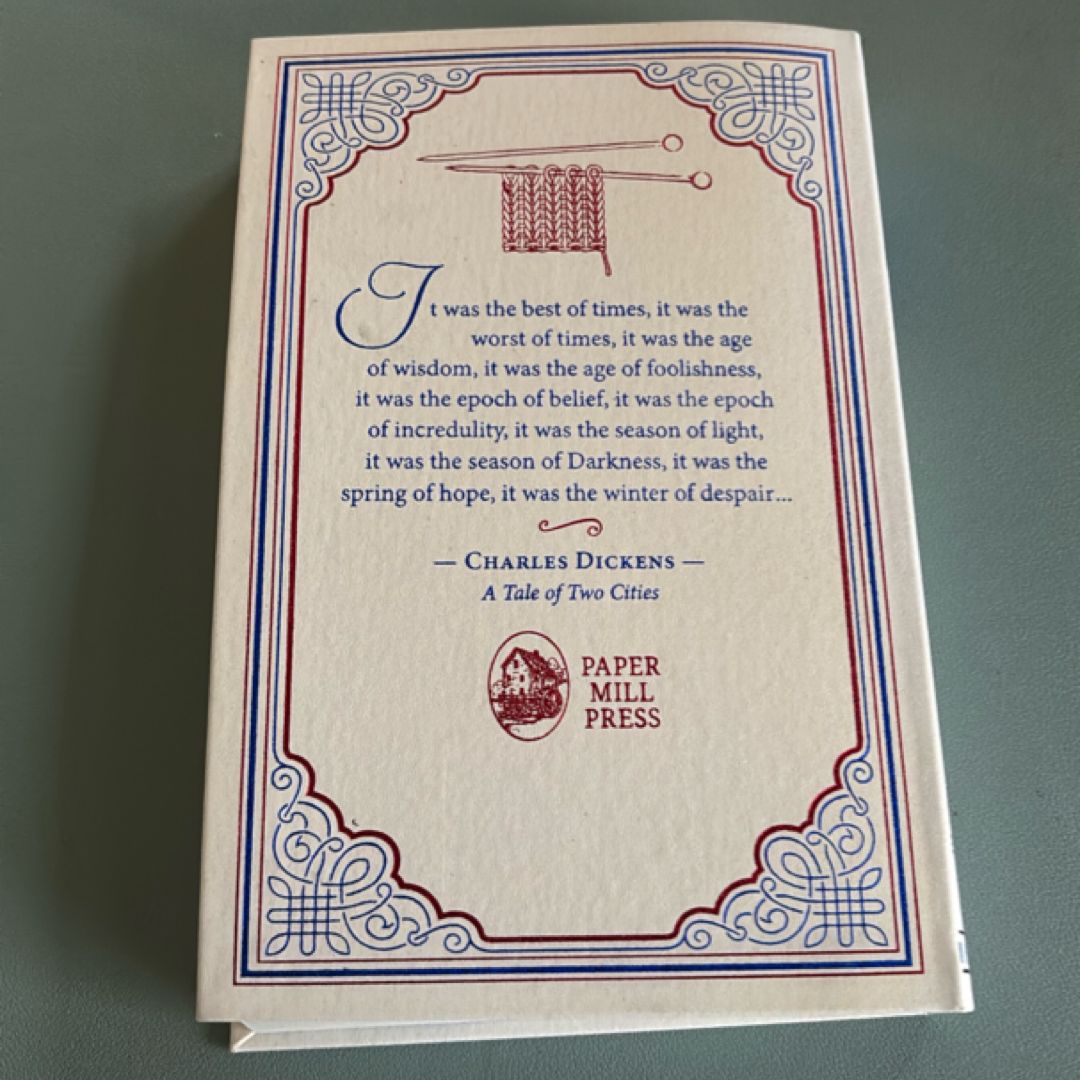 It was the best of times, it was the
worst of times, it was the age
of wisdom, it was the age of foolishness,
it was the epoch of belief, it was the epoch
of incredulity, it was the season of light,
it was the season of Darkness, it was the
spring of hope, it was the winter of despair...
— CHARLES DICKENS —
A Tale of Two Cities
PAPER
MILL
PRESS